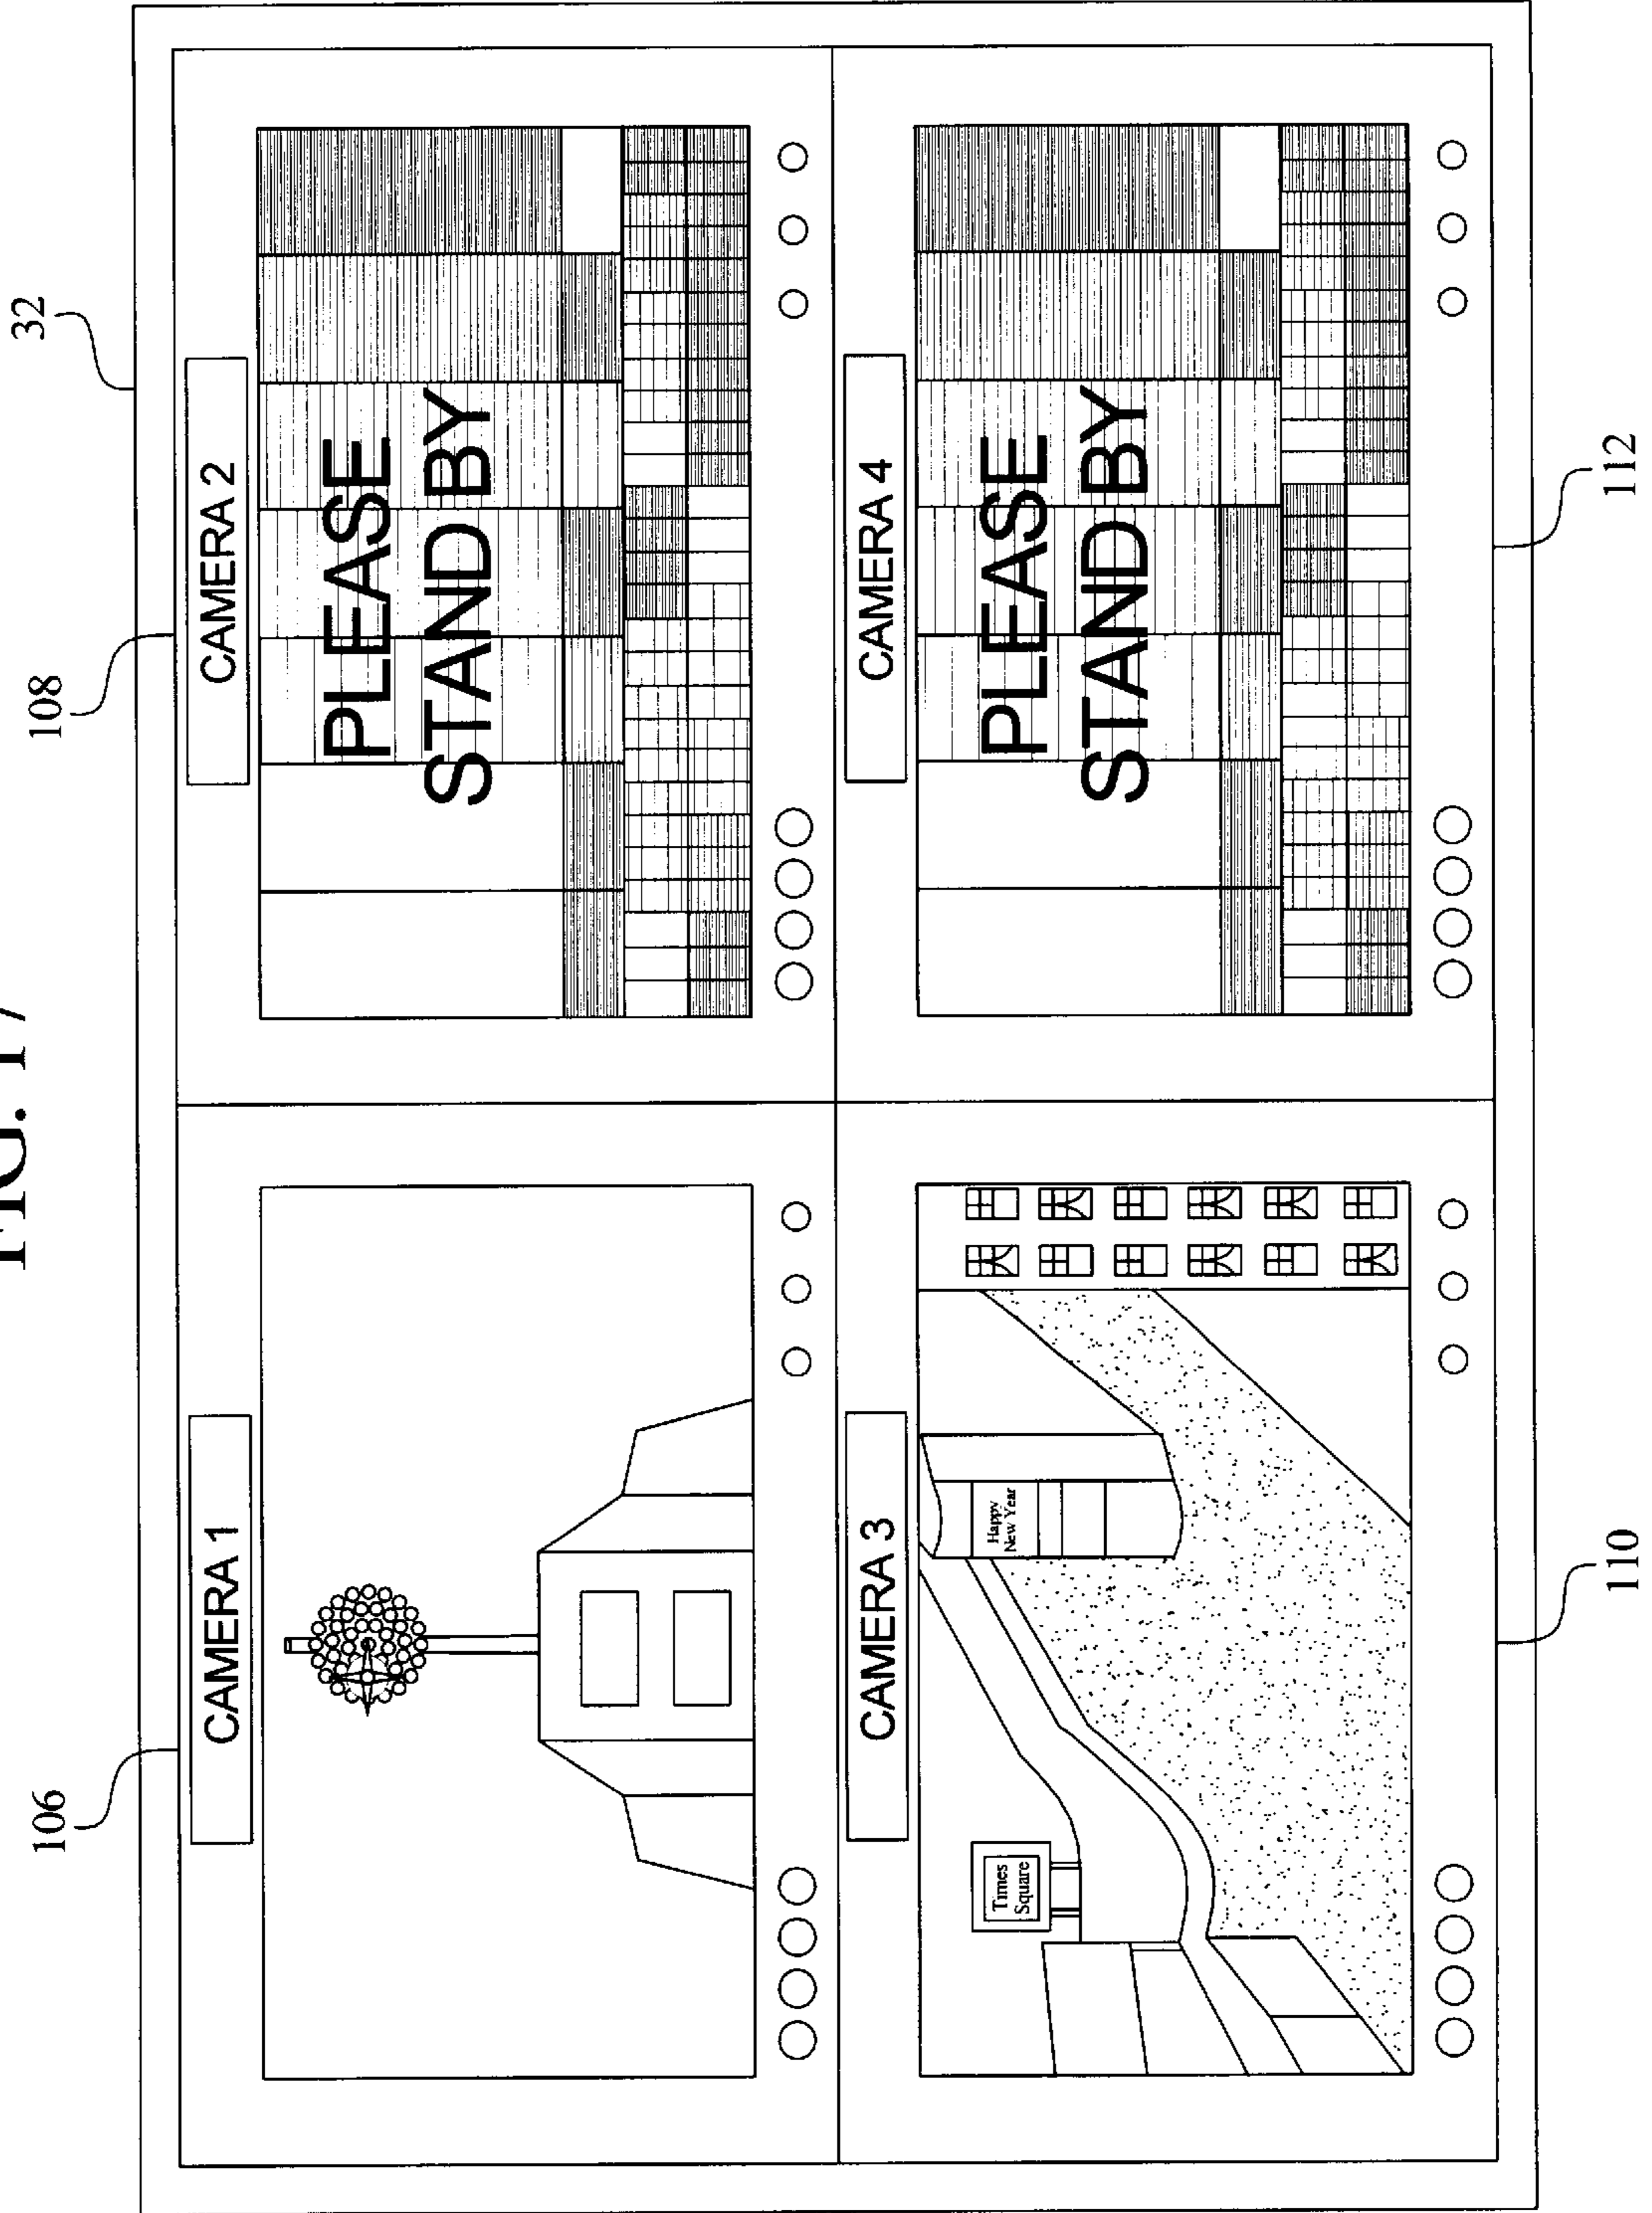 FIG. 17
32
108
106
CAMERA 1
CAMERA 2
PLEASE
STAND BY
CAMERA 3
Times
Square
Happy
New Year
CAMERA 4
PLEASE
STAND BY
110
112